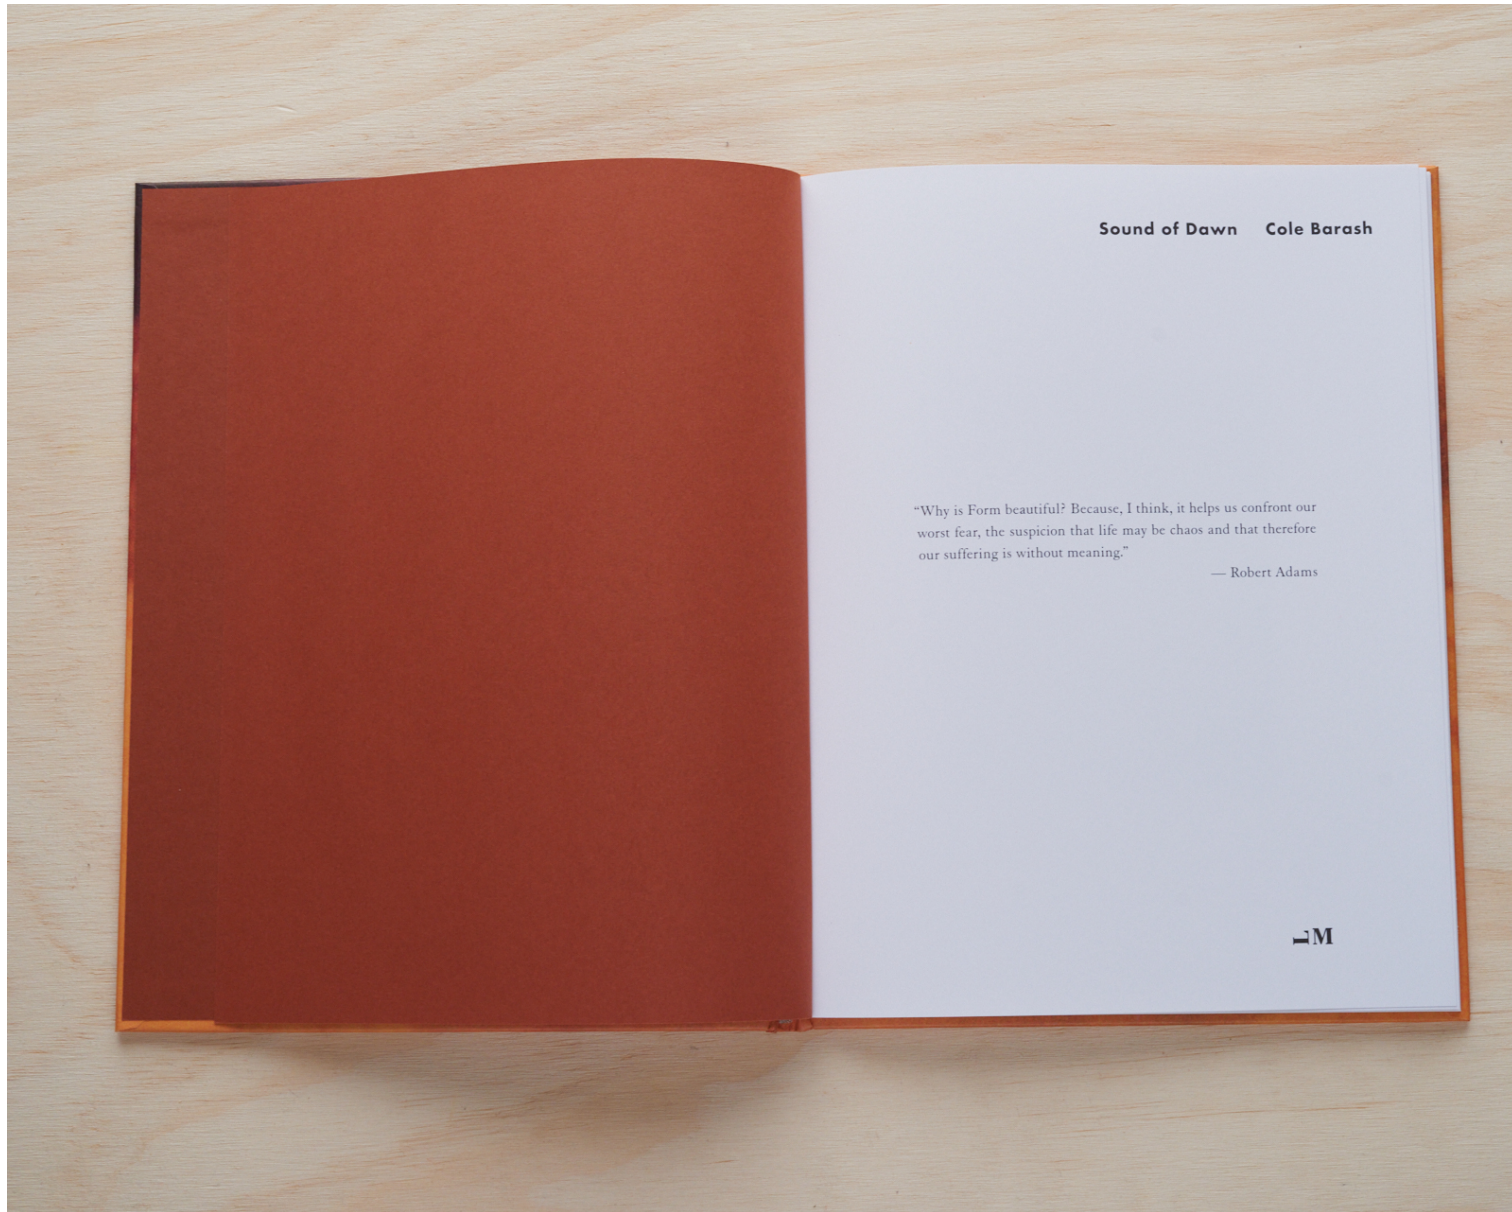 Sound of Dawn Cole Barash
“Why is Form beautiful? Because, I think, it helps us confront our
worst fear, the suspicion that life may be chaos and that therefore
our suffering is without meaning.”
— Robert Adams
LM